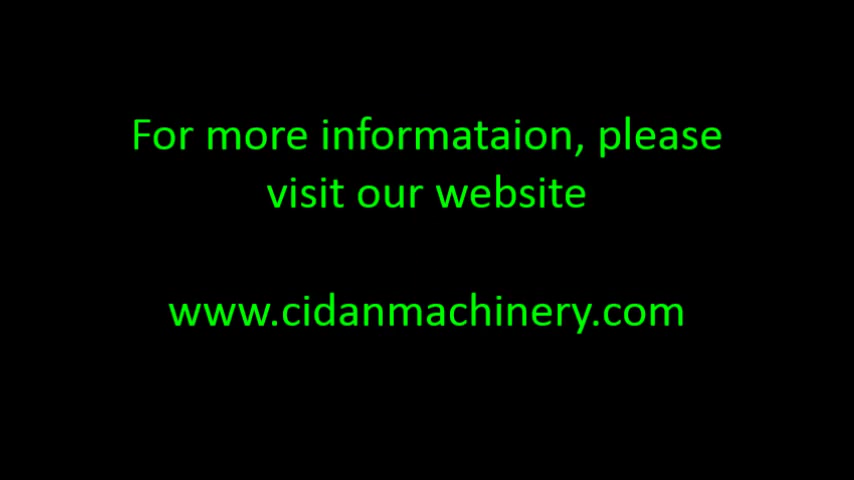 For more informataion, please
visit our website
www.cidanmachinery.com